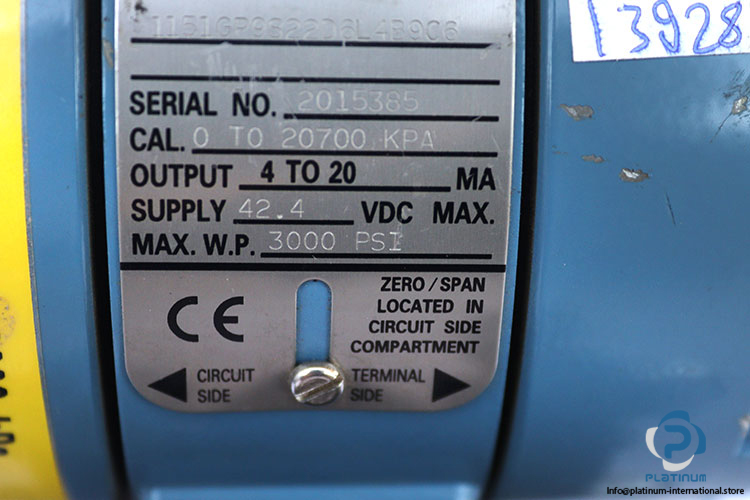 1151GP9S22D6L4B9C6
13928
SERIAL NO. 2015385
CAL. 0 TO 20700 KPA
OUTPUT 4 TO 20 MA
SUPPLY 42.4 VDC MAX.
MAX. W.P. 3000 PSI
CE
ZERO/SPAN
LOCATED IN
CIRCUIT SIDE
COMPARTMENT
CIRCUIT
SIDE
TERMINAL
SIDE
PLATINUM
Info@platinum-international.store